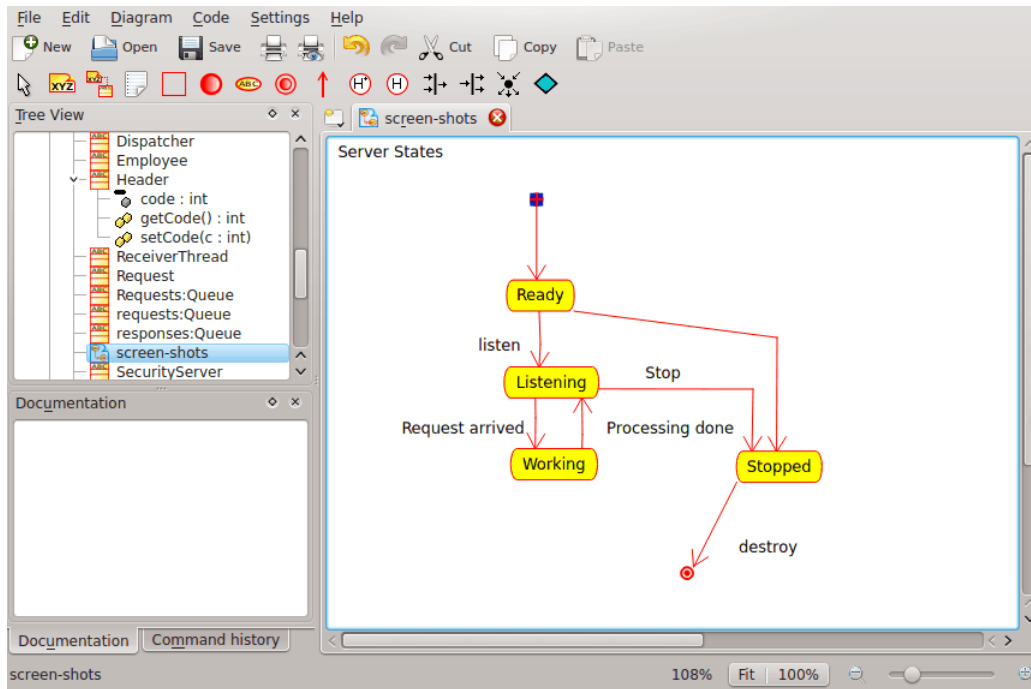 File Edit Diagram Code Settings Help
New Open Save Cut Copy Paste
XYZ XYZ ABC H* H
Tree View
screen-shots
Dispatcher
Employee
Header
code : int
getCode() : int
setCode(c : int)
ReceiverThread
Request
Requests:Queue
requests:Queue
responses:Queue
screen-shots
SecurityServer
Documentation
Documentation Command history
Server States
Ready
listen
Listening
Stop
Request arrived
Processing done
Working
Stopped
destroy
screen-shots
108% Fit 100%